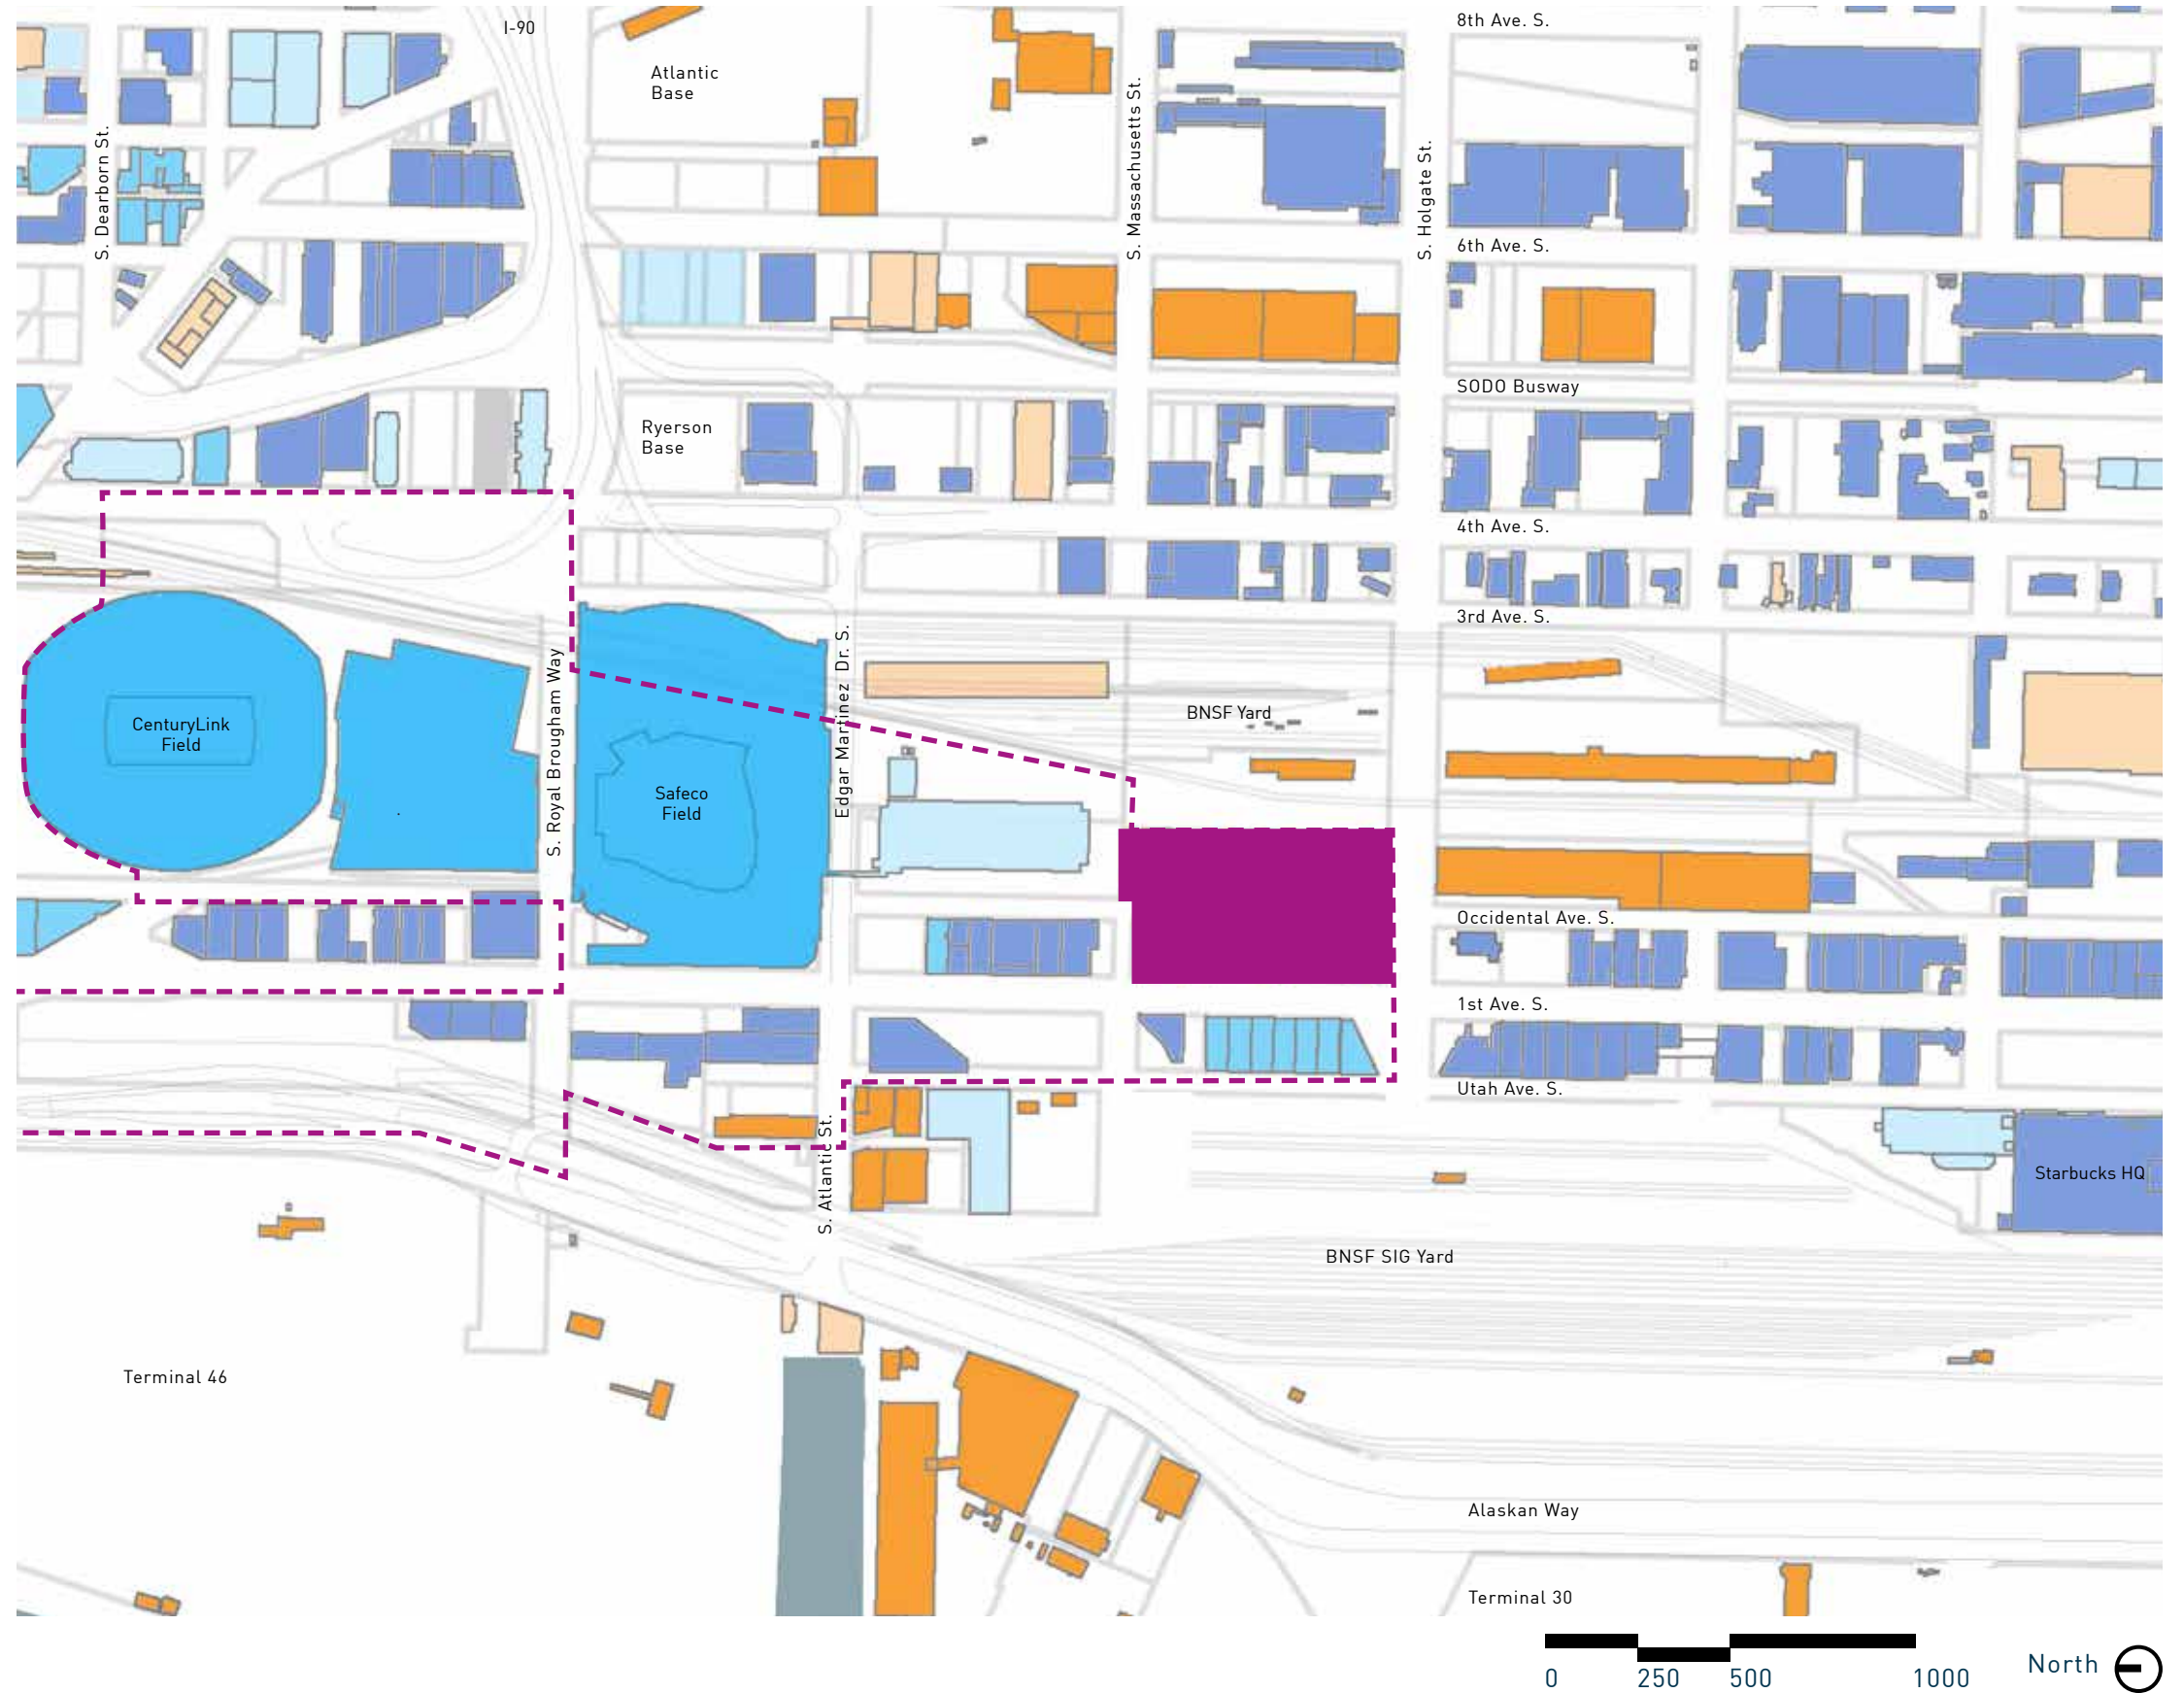 I-90
8th Ave. S.
Atlantic
Base
S. Dearborn St.
S. Massachusetts St.
S. Holgate St.
6th Ave. S.
SODO Busway
Ryerson
Base
4th Ave. S.
3rd Ave. S.
S. Royal Brougham Way
Edgar Martinez Dr. S.
CenturyLink
Field
BNSF Yard
Safeco
Field
Occidental Ave. S.
1st Ave. S.
Utah Ave. S.
S. Atlantic St.
Starbucks HQ
BNSF SIG Yard
Terminal 46
Alaskan Way
Terminal 30
0 250 500 1000
North